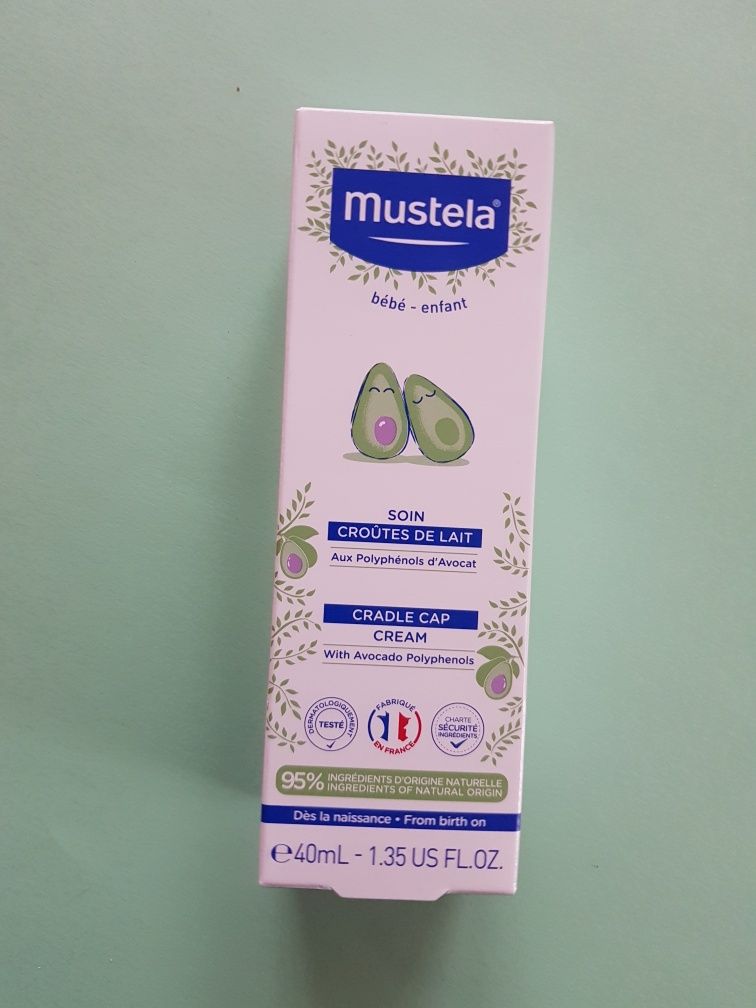 mustela®
bébé - enfant
SOIN
CROÛTES DE LAIT
Aux Polyphénols d'Avocat
CRADLE CAP
CREAM
With Avocado Polyphenols
DERMATOLOGIQUEMENT
TESTÉ
FABRIQUÉ
EN FRANCE
CHARTE
SÉCURITÉ
INGRÉDIENTS
95% INGRÉDIENTS D'ORIGINE NATURELLE
INGREDIENTS OF NATURAL ORIGIN
Dès la naissance • From birth on
℮40mL - 1.35 US FL.OZ.